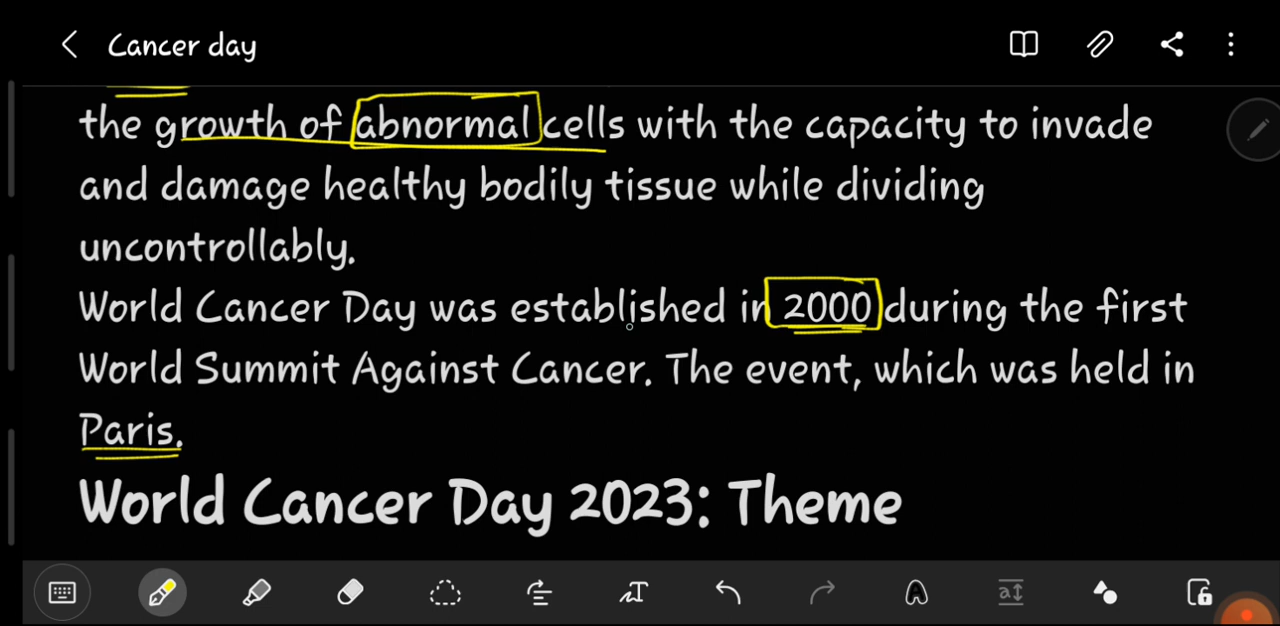 Cancer day
the growth of abnormal cells with the capacity to invade
and damage healthy bodily tissue while dividing
uncontrollably.
World Cancer Day was established in 2000 during the first
World Summit Against Cancer. The event, which was held in
Paris.
World Cancer Day 2023: Theme